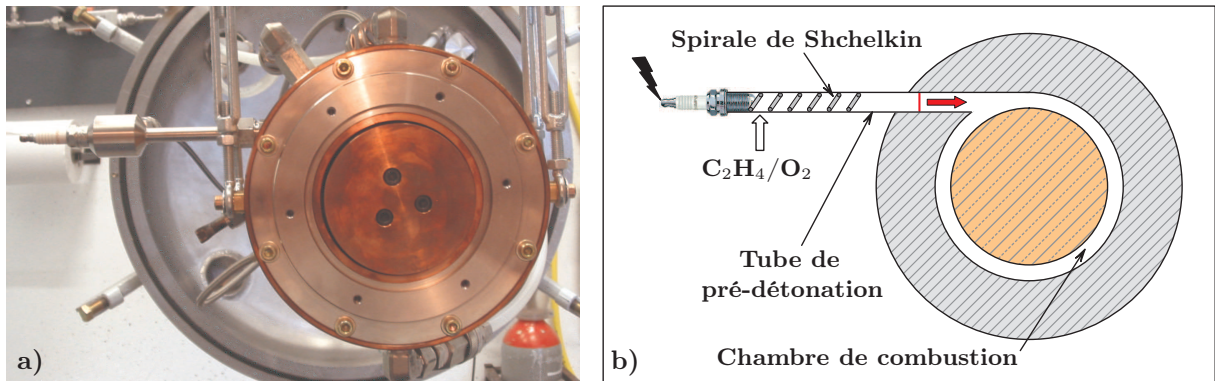 a)
Spirale de Shchelkin
C₂H₄/O₂
Tube de
pré-détonation
Chambre de combustion
b)